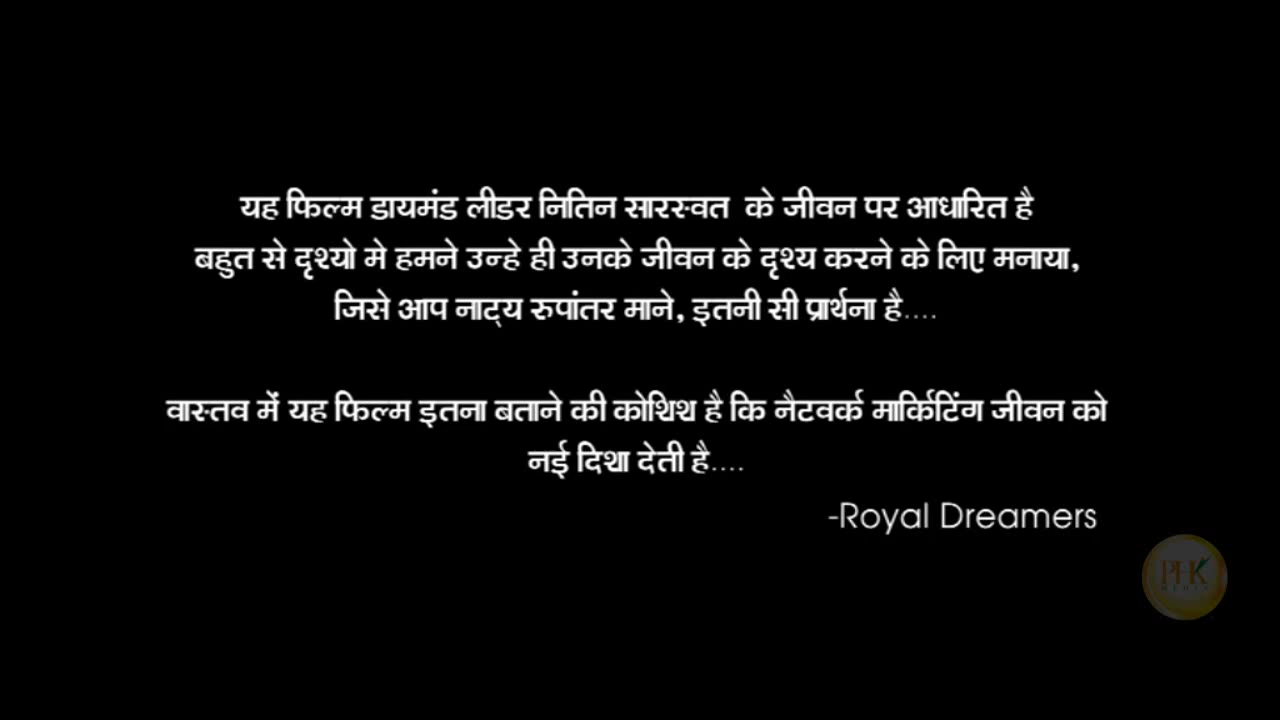 यह फिल्म डायमंड लीडर नितिन सारस्वत के जीवन पर आधारित है
बहुत से दृश्यो मे हमने उन्हे ही उनके जीवन के दृश्य करने के लिए मनाया,
जिसे आप नाट्य रुपांतर माने, इतनी सी प्रार्थना है....
वास्तव में यह फिल्म इतना बताने की कोशिश है कि नैटवर्क मार्किटिंग जीवन को
नई दिशा देती है....
-Royal Dreamers
PHK
MEDIA